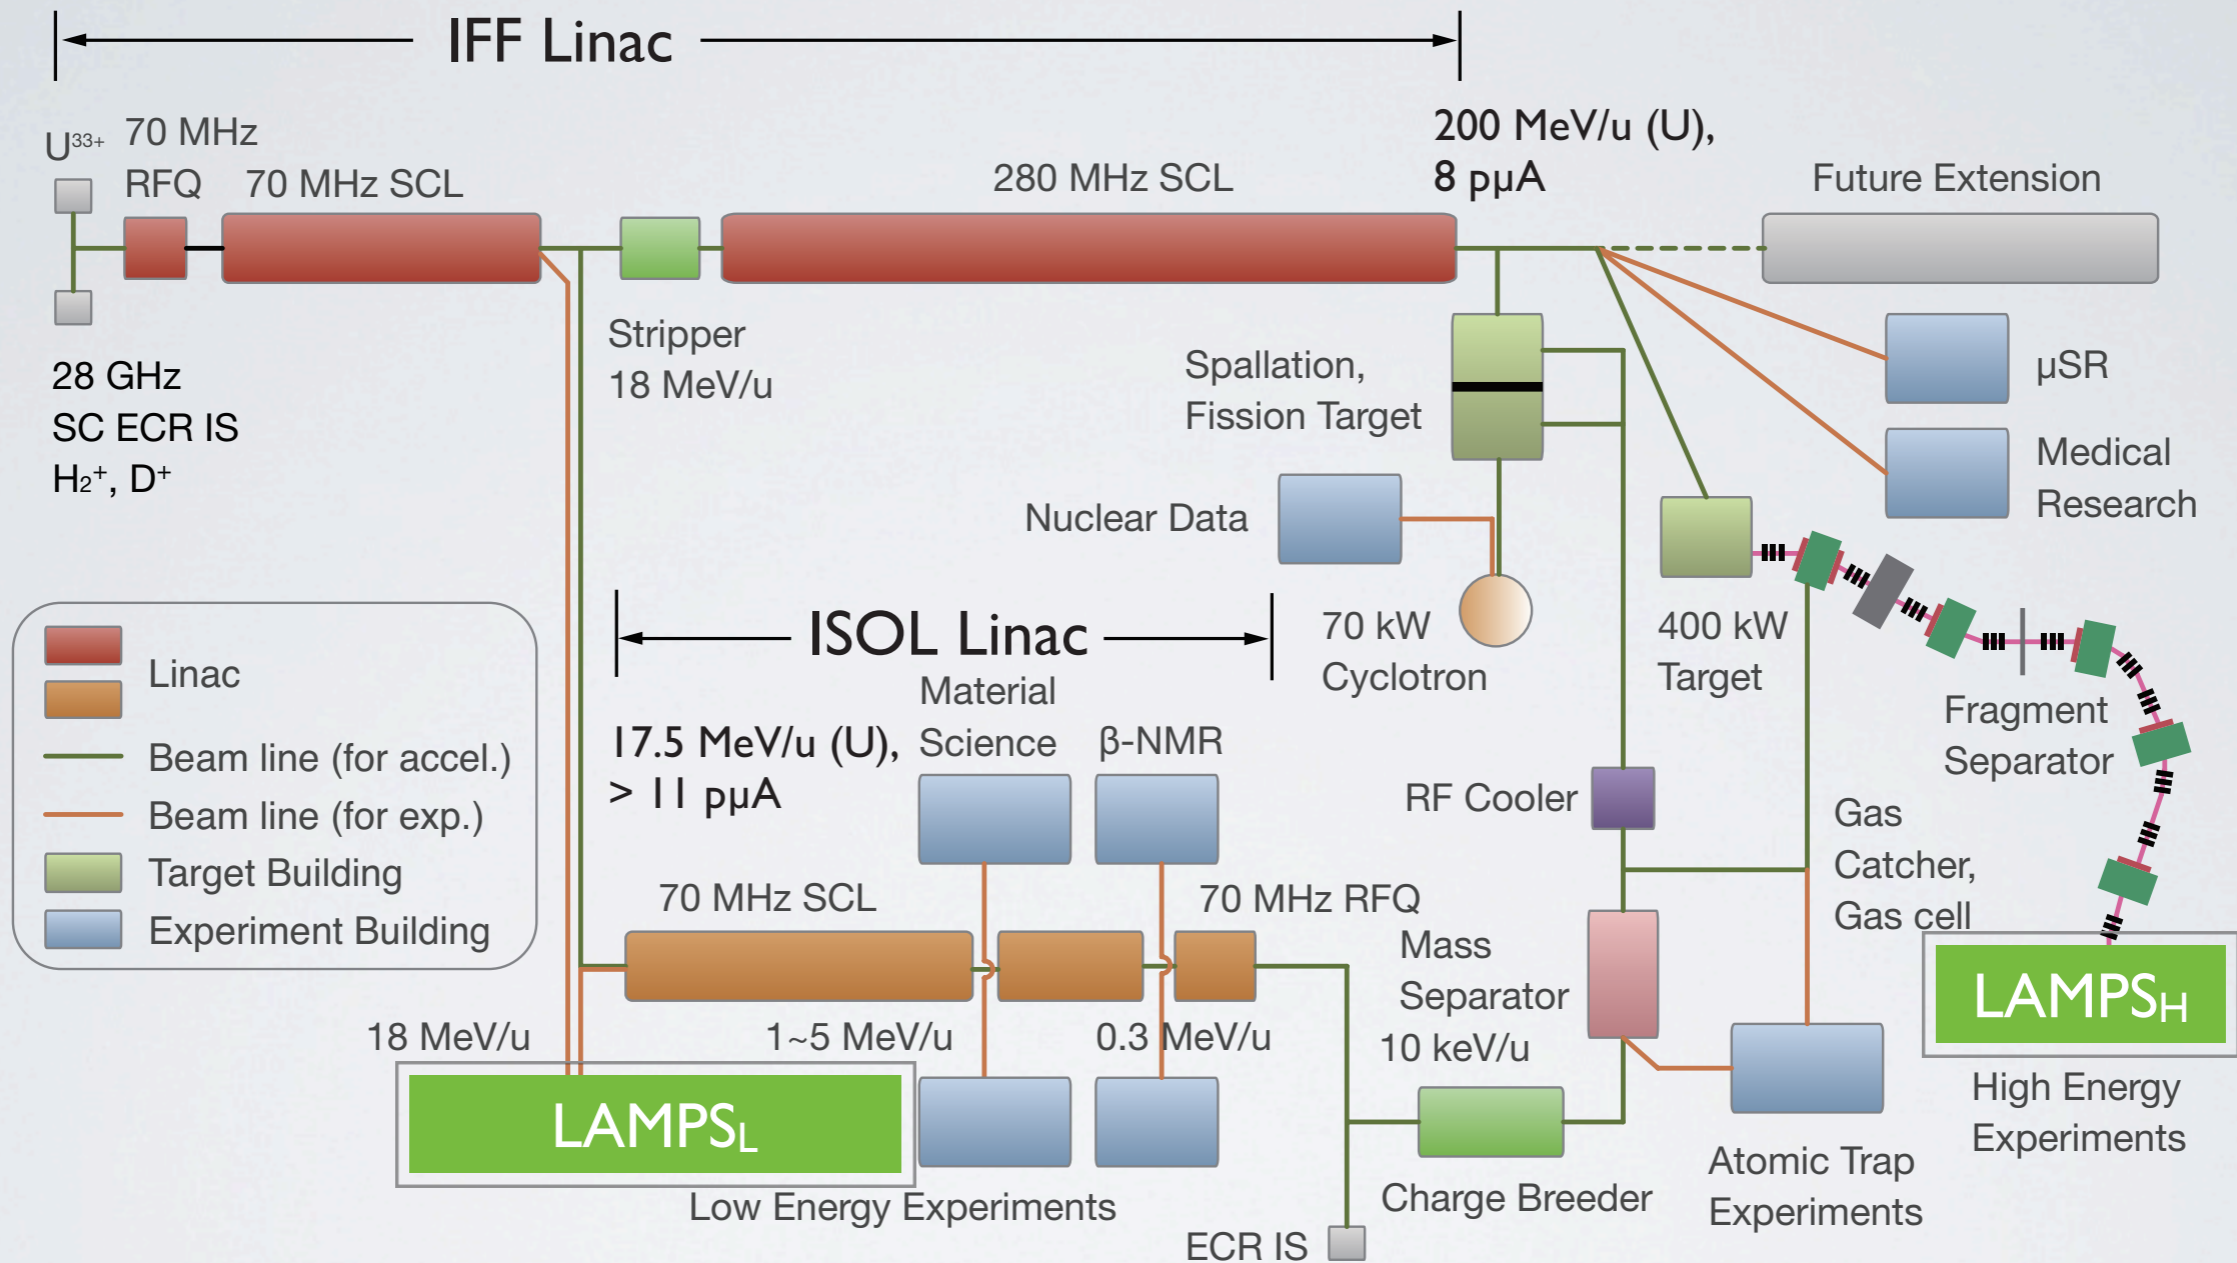 IFF Linac
U³³⁺
70 MHz
RFQ
70 MHz SCL
280 MHz SCL
200 MeV/u (U),
8 pµA
Future Extension
28 GHz
SC ECR IS
H₂⁺, D⁺
Stripper
18 MeV/u
Spallation,
Fission Target
µSR
Medical
Research
Nuclear Data
70 kW
Cyclotron
400 kW
Target
Fragment
Separator
ISOL Linac
17.5 MeV/u (U),
> 11 pµA
Material
Science
β-NMR
Linac
Beam line (for accel.)
Beam line (for exp.)
Target Building
Experiment Building
RF Cooler
Gas
Catcher,
Gas cell
70 MHz SCL
70 MHz RFQ
Mass
Separator
10 keV/u
18 MeV/u
1~5 MeV/u
0.3 MeV/u
LAMPSL
LAMPSH
Low Energy Experiments
High Energy
Experiments
Charge Breeder
Atomic Trap
Experiments
ECR IS